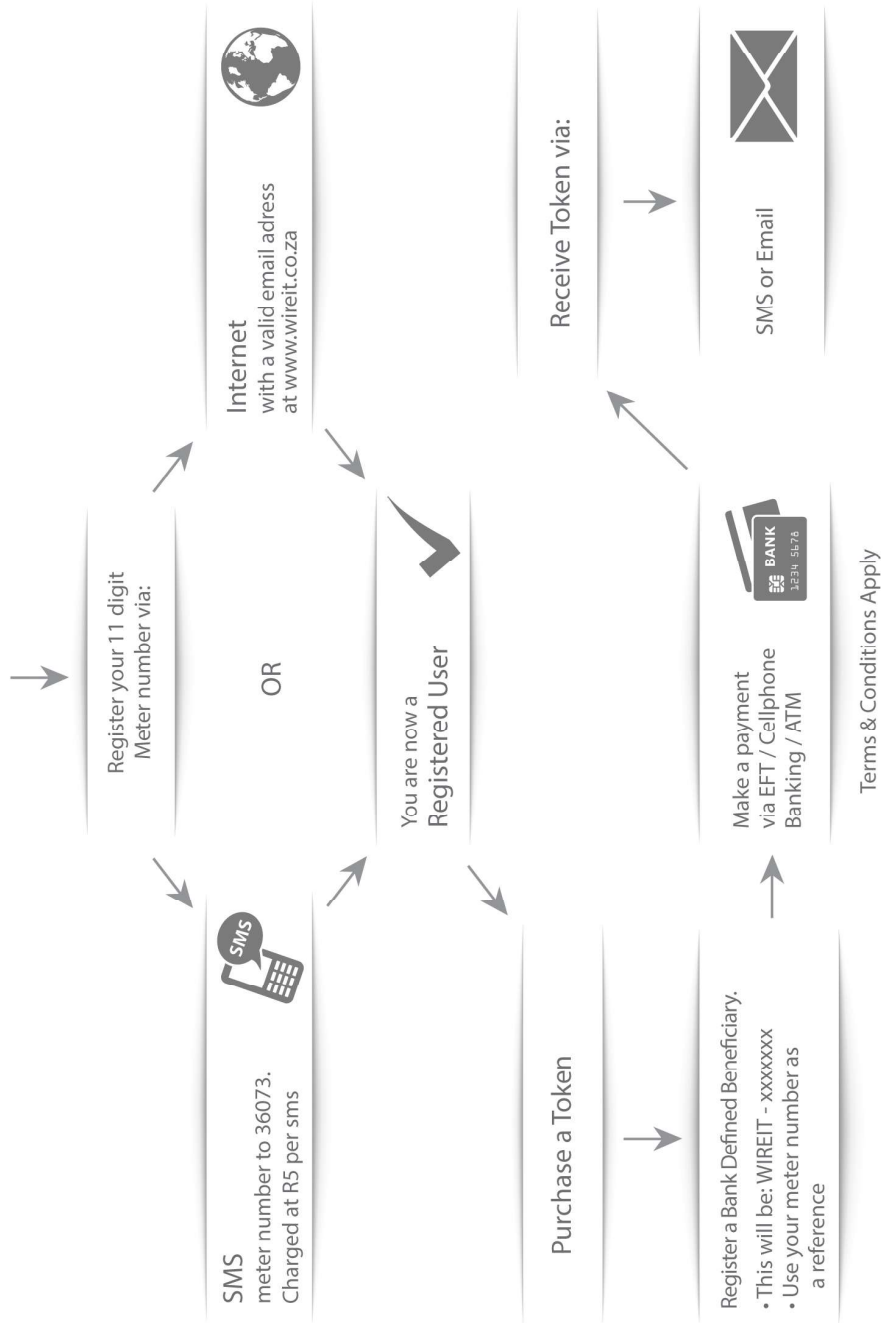 Register your 11 digit
Meter number via:
SMS
meter number to 36073.
Charged at R5 per sms
SMS
OR
Internet
with a valid email adress
at www.wireit.co.za
You are now a
Registered User
Purchase a Token
Receive Token via:
Register a Bank Defined Beneficiary.
• This will be: WIREIT - xxxxxxx
• Use your meter number as
a reference
Make a payment
via EFT / Cellphone
Banking / ATM
BANK
1234 5678
SMS or Email
Terms & Conditions Apply